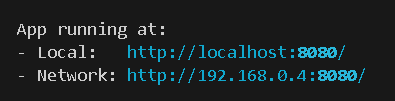 App running at:
- Local:   http://localhost:8080/
- Network: http://192.168.0.4:8080/